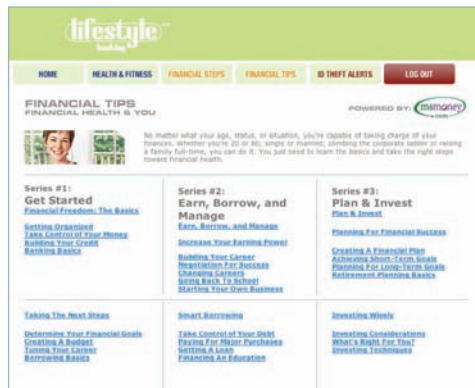 lifestyle
banking
HOME
HEALTH & FITNESS
FINANCIAL STEPS
FINANCIAL TIPS
ID THEFT ALERTS
LOG OUT
FINANCIAL TIPS
FINANCIAL HEALTH & YOU
POWERED BY: msmoney
.com
No matter what your age, status, or situation, you're capable of taking charge of your
finances. Whether you're 20 or 60; single or married; climbing the corporate ladder or raising
a family full-time, you can do it. You just need to learn the basics and take the right steps
toward financial health.
Series #1:
Get Started
Financial Freedom: The Basics
Getting Organized
Take Control of Your Money
Building Your Credit
Banking Basics
Series #2:
Earn, Borrow, and
Manage
Earn, Borrow, and Manage
Increase Your Earning Power
Building Your Career
Negotiation For Success
Changing Careers
Going Back To School
Starting Your Own Business
Series #3:
Plan & Invest
Plan & Invest
Planning For Financial Success
Creating A Financial Plan
Achieving Short-Term Goals
Planning For Long-Term Goals
Retirement Planning Basics
Taking The Next Steps
Determine Your Financial Goals
Creating A Budget
Tuning Your Career
Borrowing Basics
Smart Borrowing
Take Control of Your Debt
Paying For Major Purchases
Getting A Loan
Financing An Education
Investing Wisely
Investing Considerations
What's Right For You?
Investing Techniques